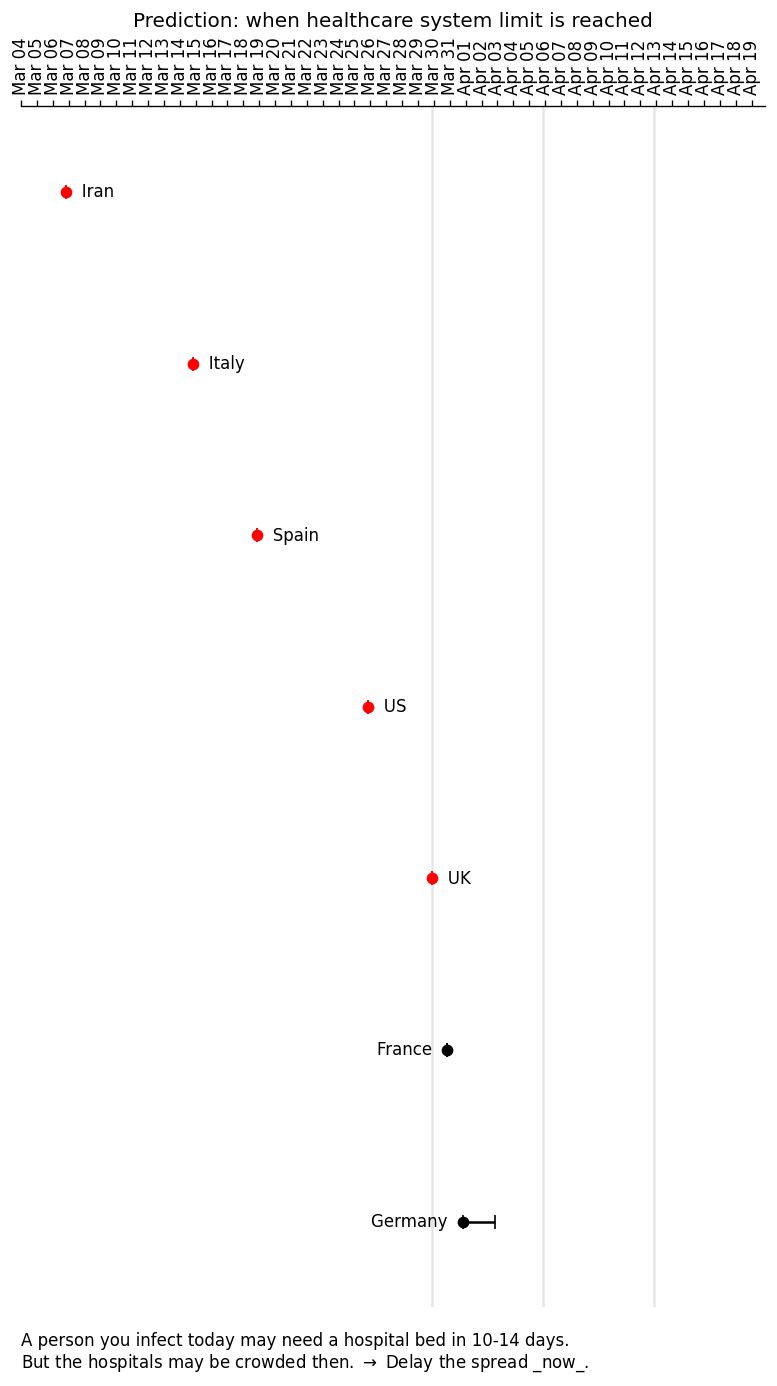 Prediction: when healthcare system limit is reached
Mar 04
Mar 05
Mar 06
Mar 07
Mar 08
Mar 09
Mar 10
Mar 11
Mar 12
Mar 13
Mar 14
Mar 15
Mar 16
Mar 17
Mar 18
Mar 19
Mar 20
Mar 21
Mar 22
Mar 23
Mar 24
Mar 25
Mar 26
Mar 27
Mar 28
Mar 29
Mar 30
Mar 31
Apr 01
Apr 02
Apr 03
Apr 04
Apr 05
Apr 06
Apr 07
Apr 08
Apr 09
Apr 10
Apr 11
Apr 12
Apr 13
Apr 14
Apr 15
Apr 16
Apr 17
Apr 18
Apr 19
Iran
Italy
Spain
US
UK
France
Germany
A person you infect today may need a hospital bed in 10-14 days.
But the hospitals may be crowded then. → Delay the spread _now_.